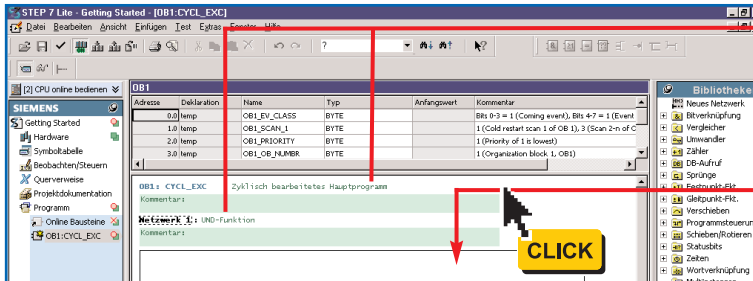 STEP 7 Lite - Getting Started - [OB1:CYCL_EXC]
Datei Bearbeiten Ansicht Einfügen Test Extras Fenster Hilfe
?
[2] CPU online bedienen
SIEMENS
Getting Started
Hardware
Symboltabelle
Beobachten/Steuern
Querverweise
Projektdokumentation
Programm
Online Bausteine
OB1:CYCL_EXC
OB1
Adresse Deklaration Name Typ Anfangswert Kommentar
0.0 temp OB1_EV_CLASS BYTE Bits 0-3 = 1 (Coming event), Bits 4-7 = 1 (Event
1.0 temp OB1_SCAN_1 BYTE 1 (Cold restart scan 1 of OB 1), 3 (Scan 2-n of O
2.0 temp OB1_PRIORITY BYTE 1 (Priority of 1 is lowest)
3.0 temp OB1_OB_NUMBR BYTE 1 (Organization block 1, OB1)
OB1: CYCL_EXC Zyklisch bearbeitetes Hauptprogramm
Kommentar:
Netzwerk 1: UND-Funktion
Kommentar:
CLICK
Bibliotheke
Neues Netzwerk
Bitverknüpfung
Vergleicher
Umwandler
Zähler
DB-Aufruf
Sprünge
Festpunkt-Fkt.
Gleitpunkt-Fkt.
Verschieben
Programmsteuerun
Schieben/Rotieren
Statusbits
Zeiten
Wortverknüpfung